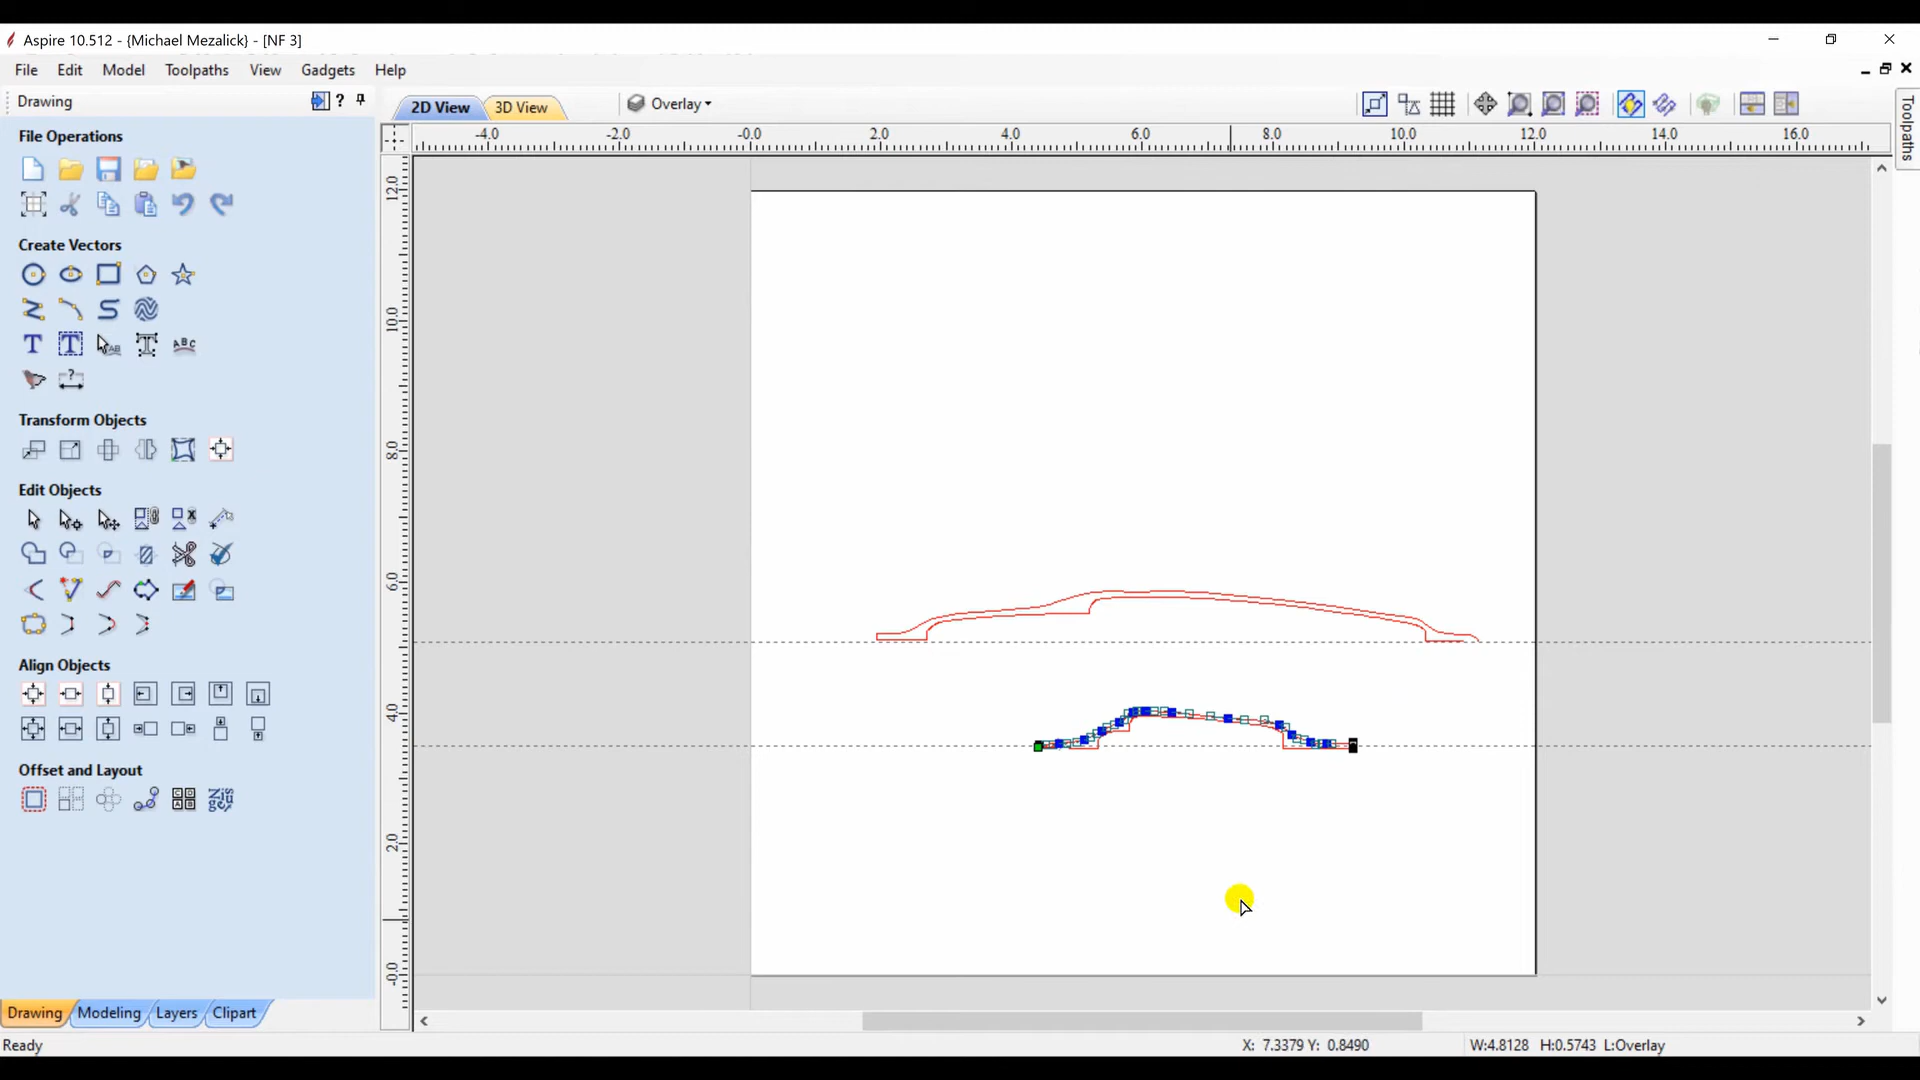 Aspire 10.512 - {Michael Mezalick} - [NF 3]
File Edit Model Toolpaths View Gadgets Help
Drawing
2D View 3D View Overlay
Toolpaths
-4.0 -2.0 -0.0 2.0 4.0 6.0 8.0 10.0 12.0 14.0 16.0
12.0
10.0
8.0
6.0
4.0
2.0
-0.0
File Operations
Create Vectors
Transform Objects
Edit Objects
Align Objects
Offset and Layout
Drawing Modeling Layers Clipart
Ready
X: 7.3379 Y: 0.8490
W:4.8128 H:0.5743 L:Overlay